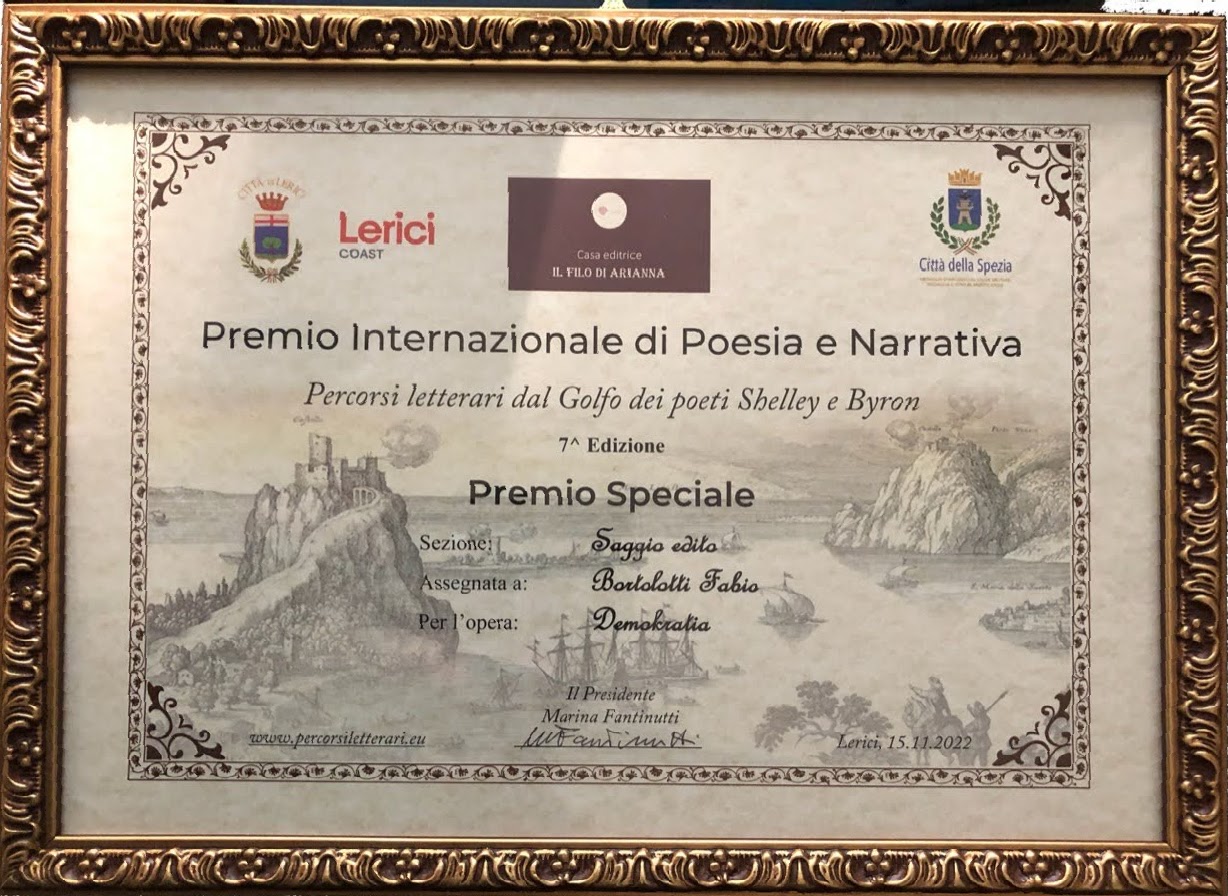 CITTÀ DI LERICI
Lerici
COAST
Casa editrice
IL FILO DI ARIANNA
Città della Spezia
Premio Internazionale di Poesia e Narrativa
Percorsi letterari dal Golfo dei poeti Shelley e Byron
7^ Edizione
Premio Speciale
Sezione: Saggio edito
Assegnata a: Bortolotti Fabio
Per l'opera: Demokratia
Il Presidente
Marina Fantinutti
MFantinutti
www.percorsiletterari.eu
Lerici, 15.11.2022